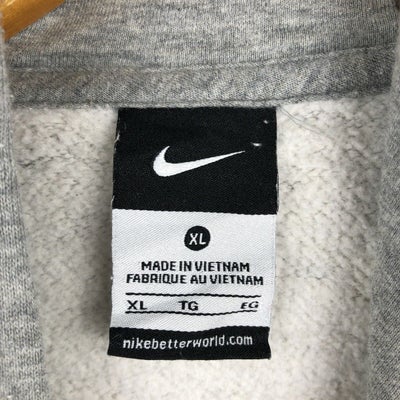 XL
MADE IN VIETNAM
FABRIQUE AU VIETNAM
XL TG EG
nikebetterworld.com